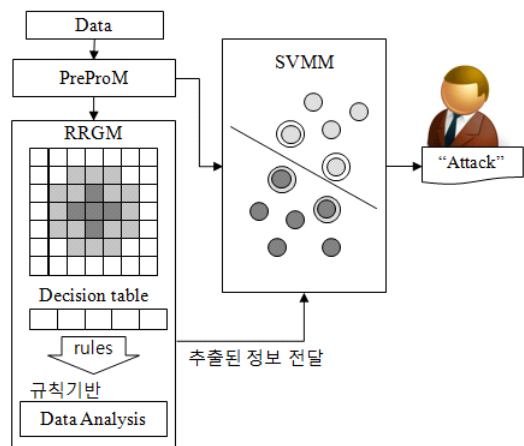 Data
PreProM
RRGM
Decision table
rules
규칙기반
Data Analysis
SVMM
추출된 정보 전달
“Attack”